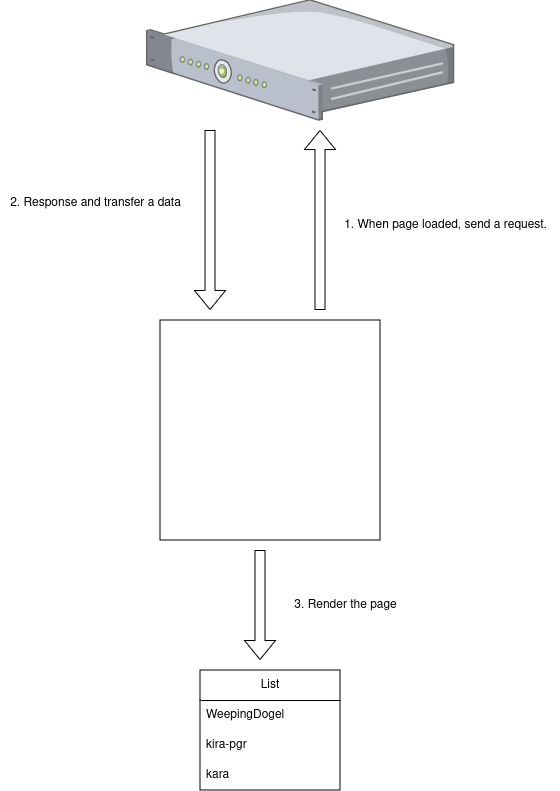 2. Response and transfer a data
1. When page loaded, send a request.
3. Render the page
List
WeepingDogel
kira-pgr
kara